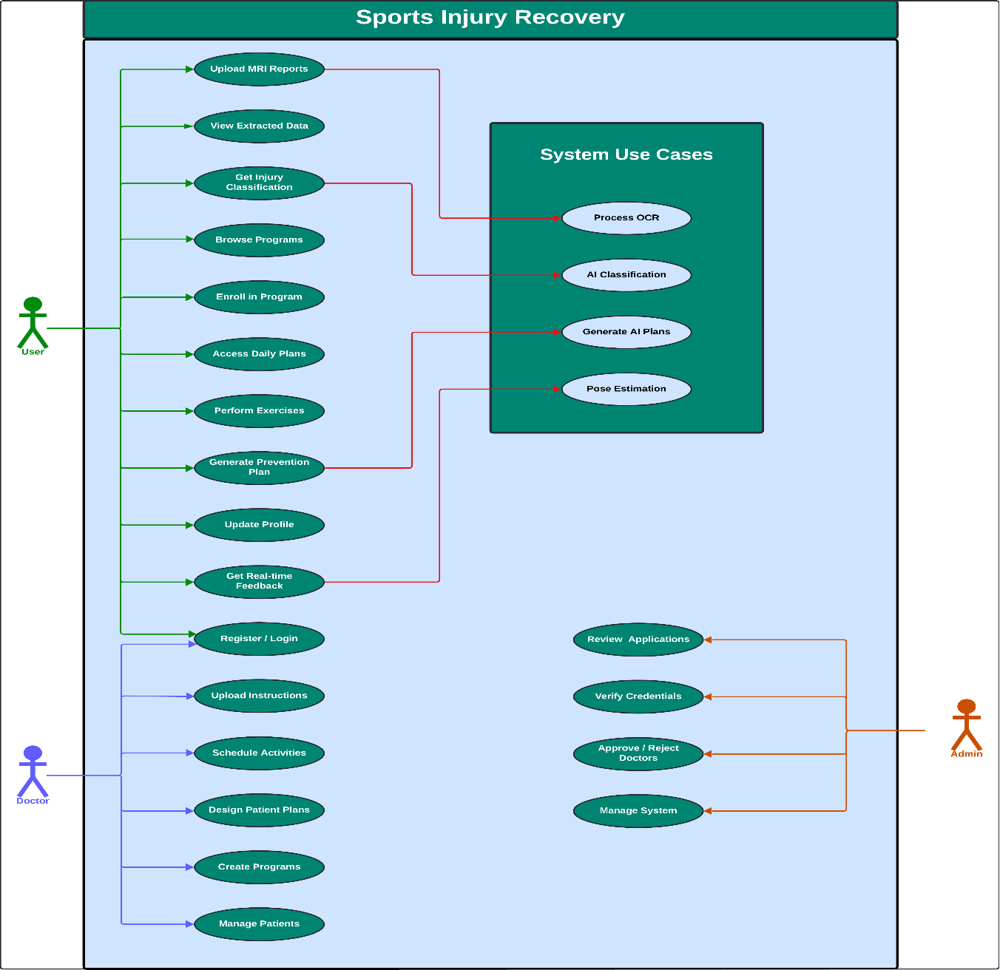 Sports Injury Recovery
Upload MRI Reports
View Extracted Data
Get Injury
Classification
Browse Programs
Enroll in Program
Access Daily Plans
Perform Exercises
Generate Prevention
Plan
Update Profile
Get Real-time
Feedback
Register / Login
Upload Instructions
Schedule Activities
Design Patient Plans
Create Programs
Manage Patients
User
Doctor
System Use Cases
Process OCR
AI Classification
Generate AI Plans
Pose Estimation
Review  Applications
Verify Credentials
Approve / Reject
Doctors
Manage System
Admin